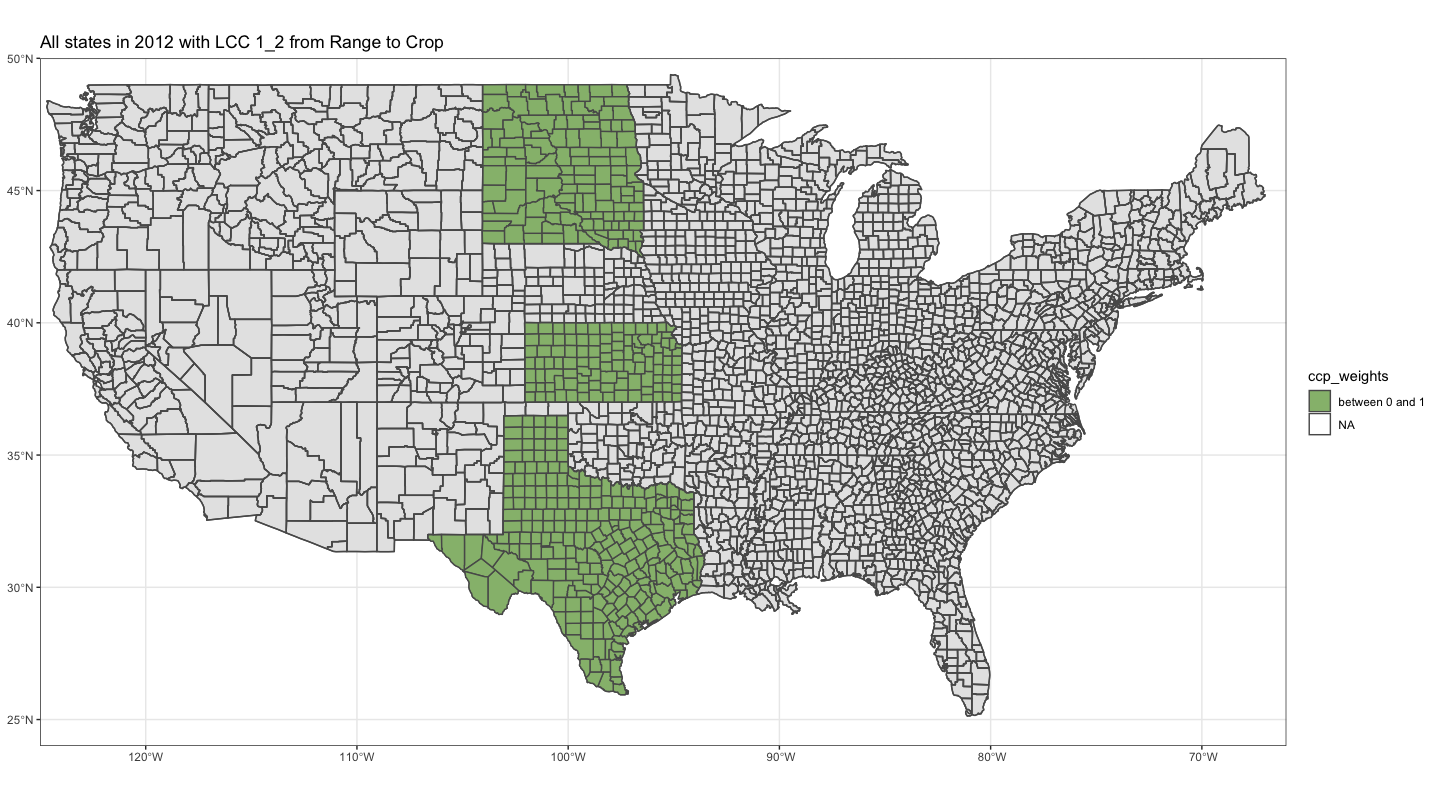 All states in 2012 with LCC 1_2 from Range to Crop
50°N
45°N
40°N
35°N
30°N
25°N
120°W
110°W
100°W
90°W
80°W
70°W
ccp_weights
between 0 and 1
NA